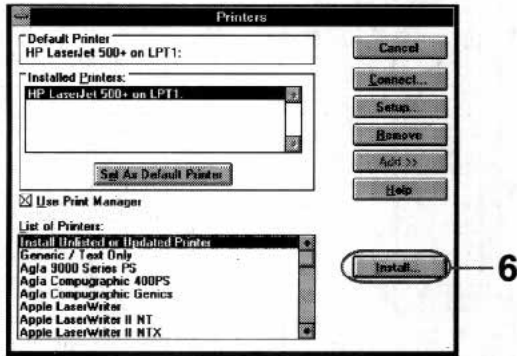 Printers
Default Printer
HP LaserJet 500+ on LPT1:
Installed Printers:
HP LaserJet 500+ on LPT1:
Set As Default Printer
Use Print Manager
List of Printers:
Install Unlisted or Updated Printer
Generic / Text Only
Agfa 9000 Series PS
Agfa Compugraphic 400PS
Agfa Compugraphic Genics
Apple LaserWriter
Apple LaserWriter II NT
Apple LaserWriter II NTX
Cancel
Connect...
Setup...
Remove
Add >>
Help
Install...
6